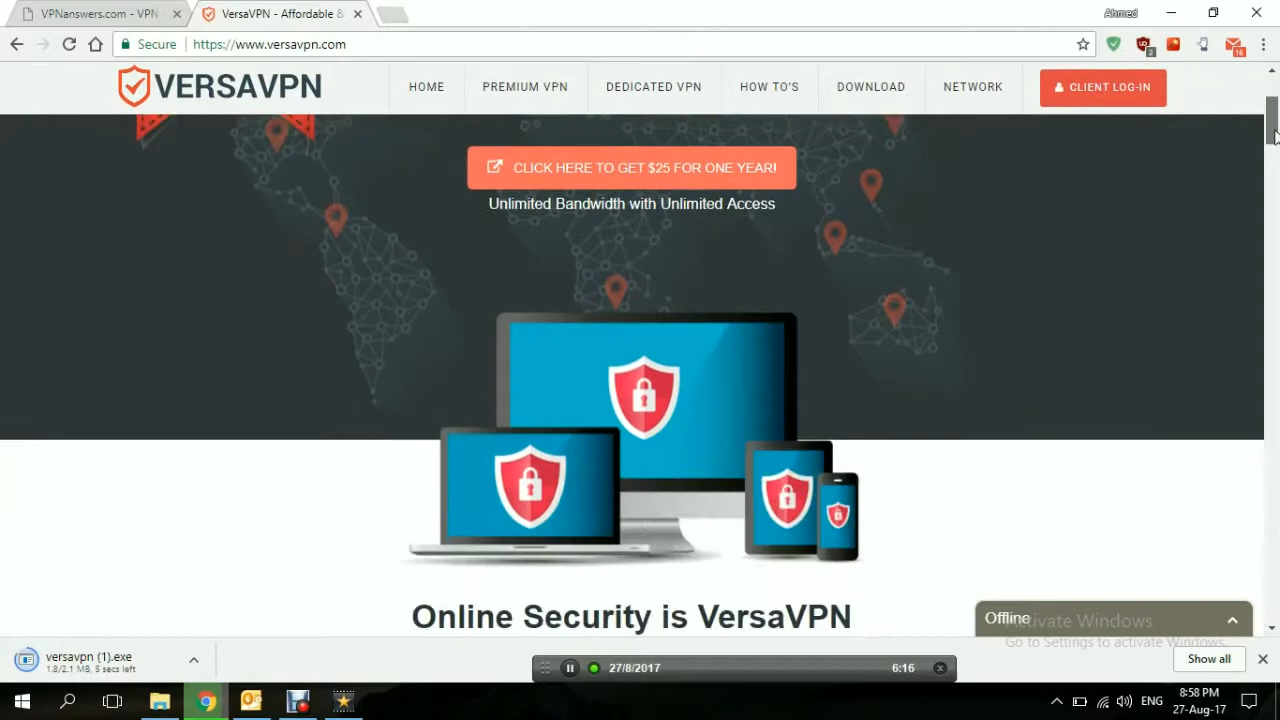 VPNanswers.com - VPN
VersaVPN - Affordable &
Ahmed
Secure
https://www.versavpn.com
2
16
VERSAVPN
HOME
PREMIUM VPN
DEDICATED VPN
HOW TO'S
DOWNLOAD
NETWORK
CLIENT LOG-IN
CLICK HERE TO GET $25 FOR ONE YEAR!
Unlimited Bandwidth with Unlimited Access
Online Security is VersaVPN
Offline
Activate Windows
Go to Settings to activate Windows.
versavpn (1).exe
1.8/2.1 MB, 5 secs left
27/8/2017
6:16
Show all
ENG
8:58 PM
27-Aug-17